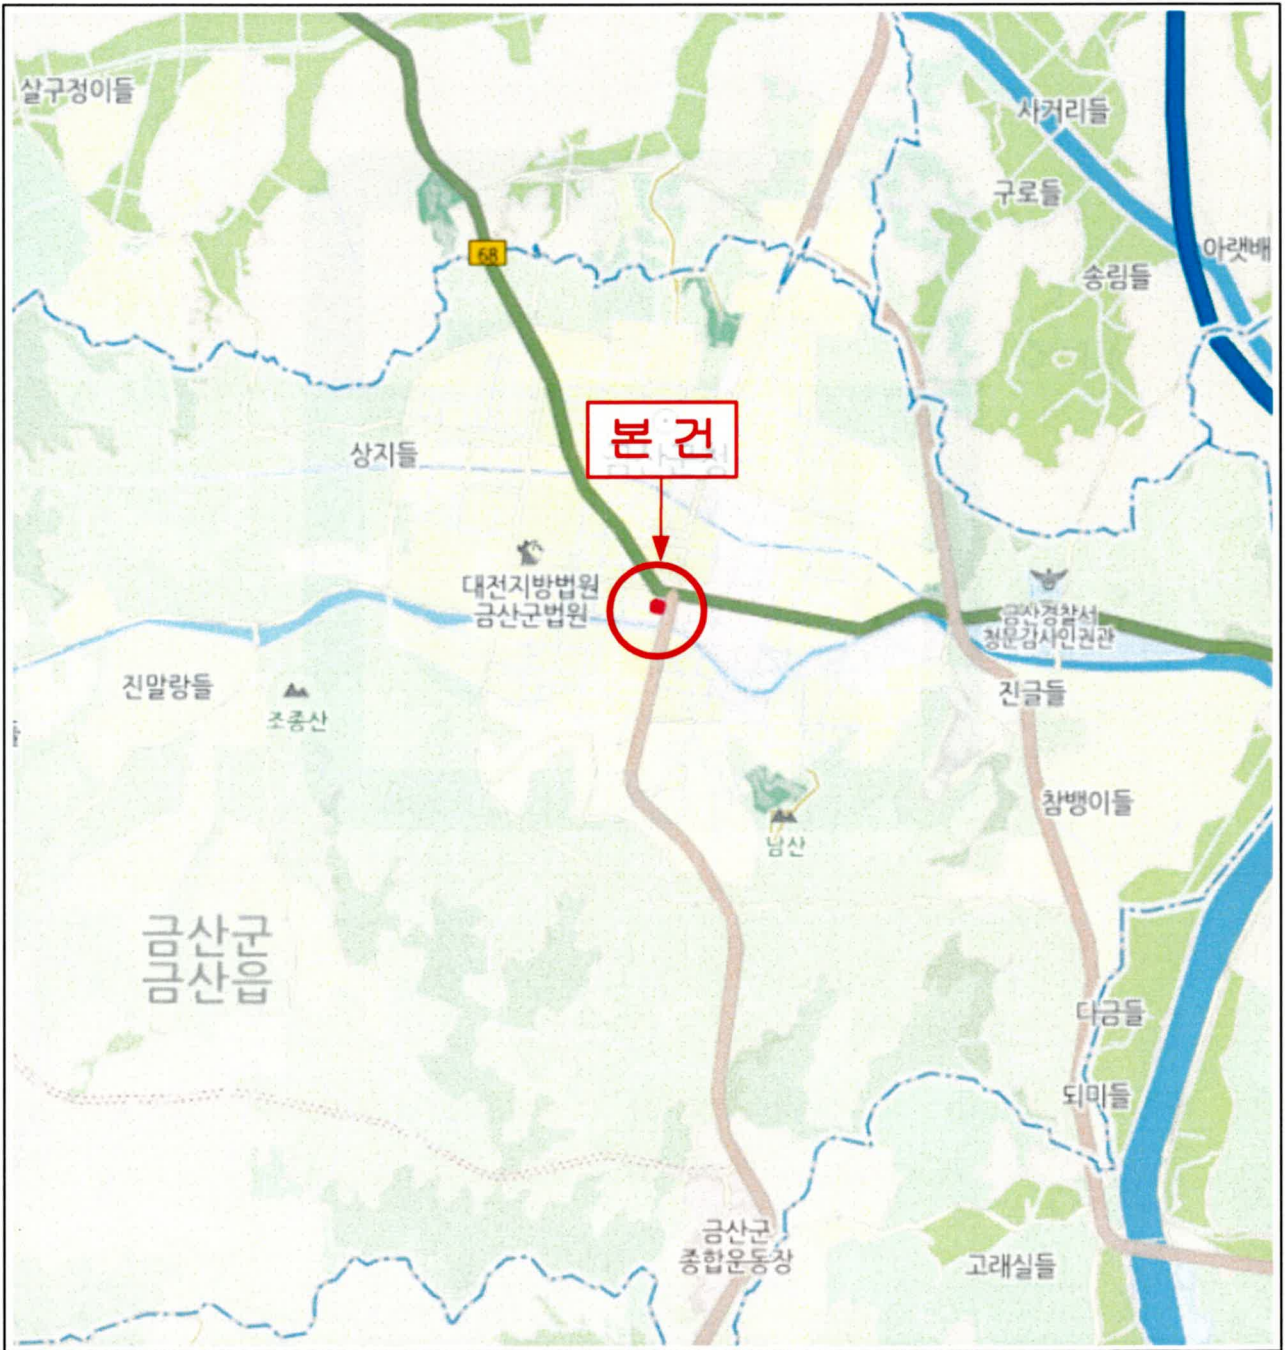 살구정이들
사거리들
구로들
아랫배
68
송림들
본 건
금산군청
상지들
대전지방법원
금산군법원
금산경찰서
청문감사인권관
진말랑들
조종산
진글들
참뱅이들
남산
금산군
금산읍
다금들
되미들
금산군
종합운동장
고래실들